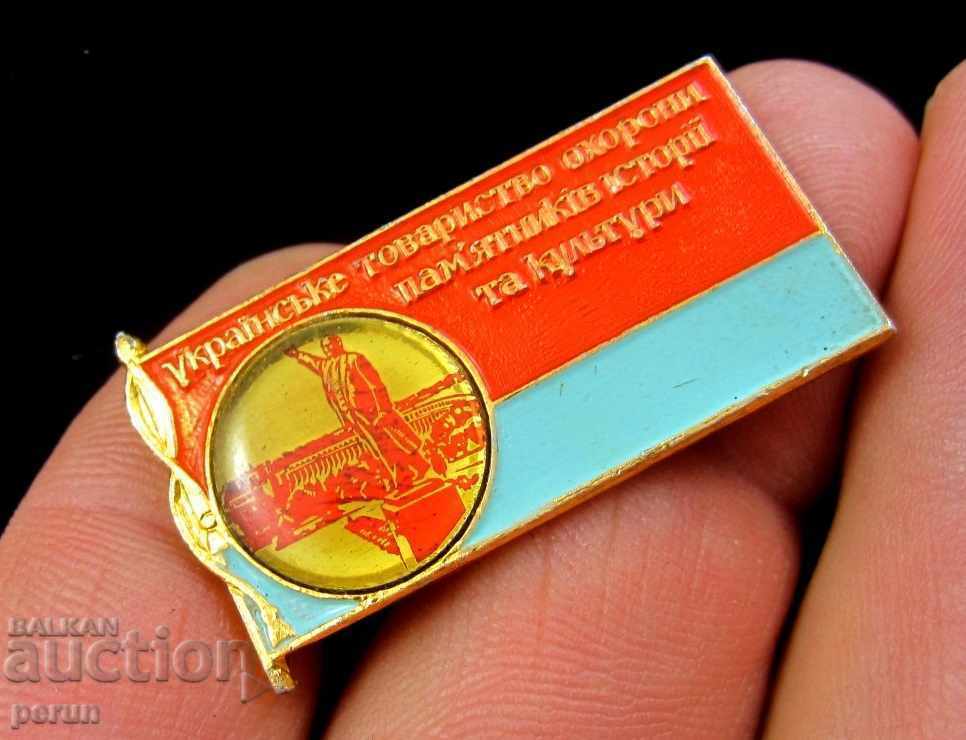 українське товариство охорони
пам'ятників історії
та культури
BALKAN
auction
perun